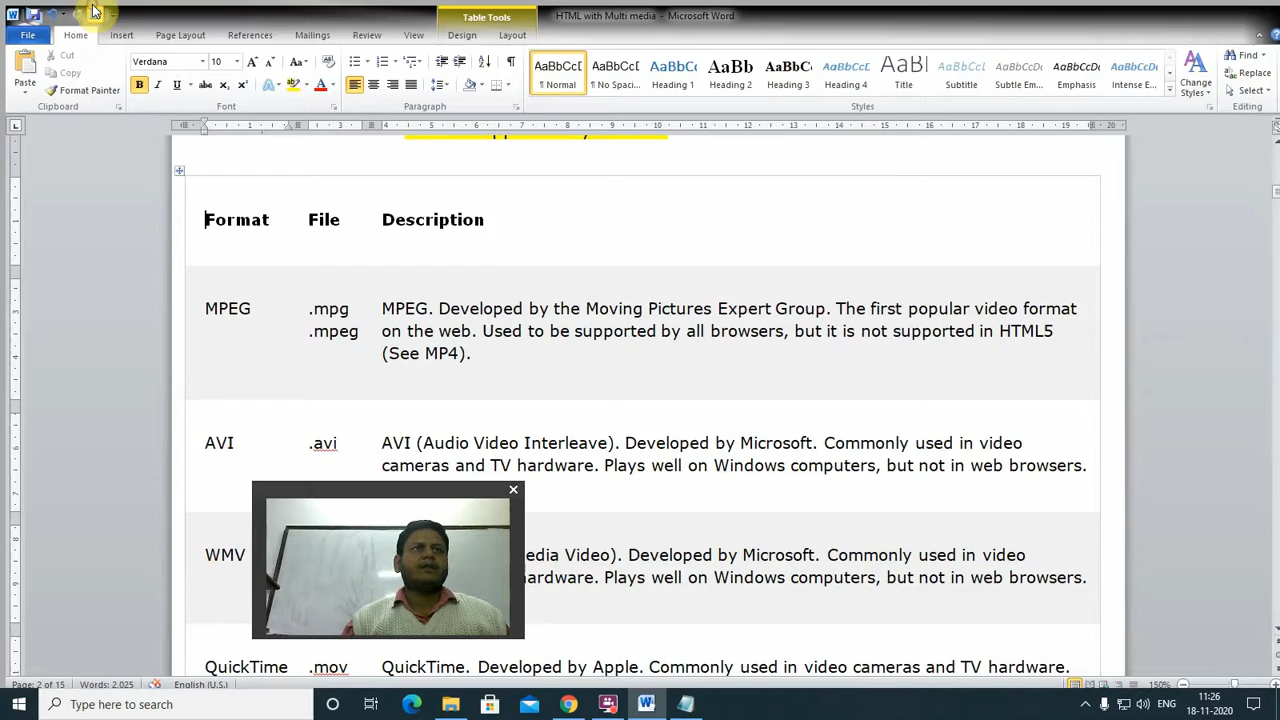 HTML with Multi media - Microsoft Word
Table Tools
File Home Insert Page Layout References Mailings Review View Design Layout
Cut
Copy
Format Painter
Paste
Clipboard
Verdana 10
Font
Paragraph
AaBbCcDc AaBbCcDc AaBbC AaBb AaBbC AaBbCcD AaBl AaBbCcI AaBbCcDc AaBbCcDc
¶ Normal ¶ No Spaci... Heading 1 Heading 2 Heading 3 Heading 4 Title Subtitle Subtle Em... Emphasis Intense E...
Styles
Change
Styles
Find
Replace
Select
Editing
Format File Description
MPEG .mpg MPEG. Developed by the Moving Pictures Expert Group. The first popular video format
.mpeg on the web. Used to be supported by all browsers, but it is not supported in HTML5
(See MP4).
AVI .avi AVI (Audio Video Interleave). Developed by Microsoft. Commonly used in video
cameras and TV hardware. Plays well on Windows computers, but not in web browsers.
WMV edia Video). Developed by Microsoft. Commonly used in video
ardware. Plays well on Windows computers, but not in web browsers.
QuickTime .mov QuickTime. Developed by Apple. Commonly used in video cameras and TV hardware.
Page: 2 of 15 Words: 2,025 English (U.S.) 150%
Type here to search
11:26
18-11-2020